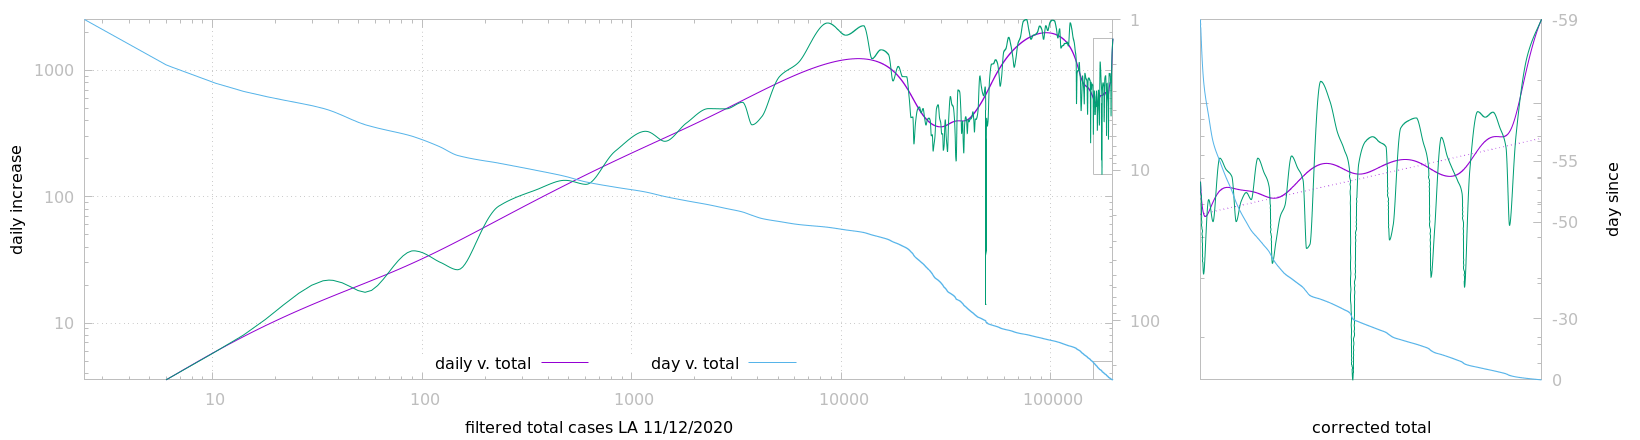 1
-59
1000
daily increase
10
-55
day since
100
-50
10
100
-30
daily v. total
day v. total
0
10
100
1000
10000
100000
filtered total cases LA 11/12/2020
corrected total